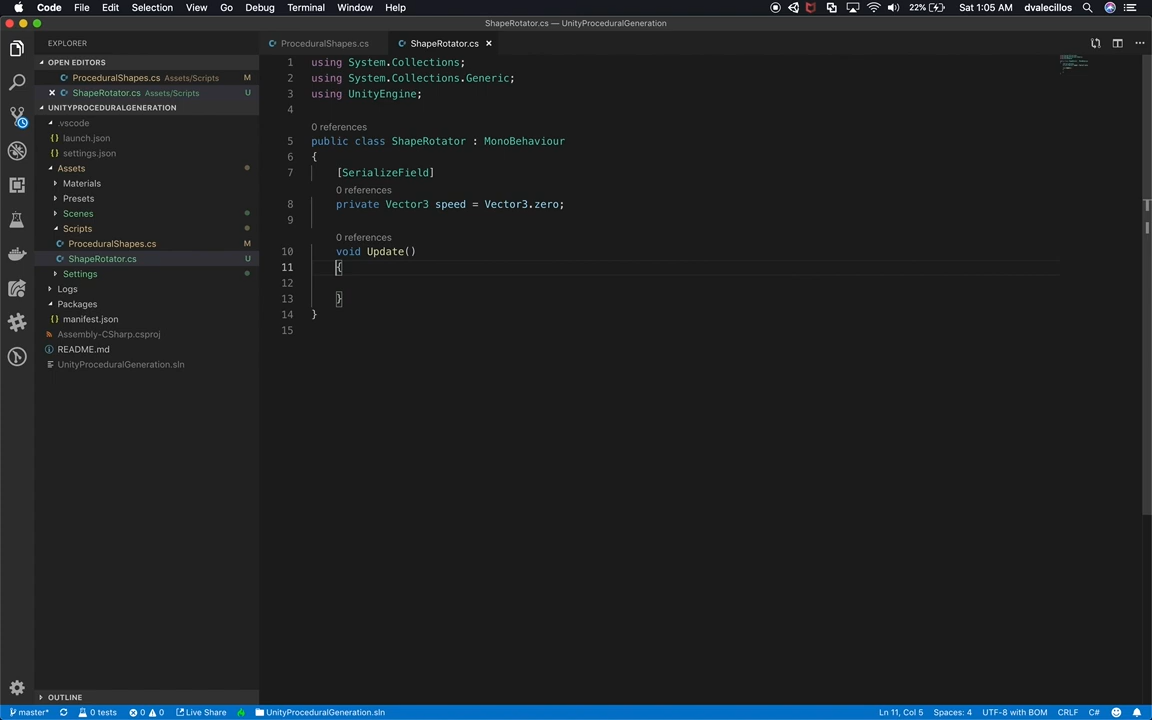 Code File Edit Selection View Go Debug Terminal Window Help 22% Sat 1:05 AM dvalecillos
ShapeRotator.cs — UnityProceduralGeneration
EXPLORER
OPEN EDITORS
ProceduralShapes.cs Assets/Scripts M
ShapeRotator.cs Assets/Scripts U
UNITYPROCEDURALGENERATION
.vscode
{} launch.json
{} settings.json
Assets
Materials
Presets
Scenes
Scripts
ProceduralShapes.cs M
ShapeRotator.cs U
Settings
Logs
Packages
{} manifest.json
Assembly-CSharp.csproj
README.md
UnityProceduralGeneration.sln
OUTLINE
ProceduralShapes.cs ShapeRotator.cs
1 using System.Collections;
2 using System.Collections.Generic;
3 using UnityEngine;
4
0 references
5 public class ShapeRotator : MonoBehaviour
6 {
7 [SerializeField]
0 references
8 private Vector3 speed = Vector3.zero;
9
0 references
10 void Update()
11 {
12
13 }
14 }
15
master* 0 tests 0 0 Live Share UnityProceduralGeneration.sln Ln 11, Col 5 Spaces: 4 UTF-8 with BOM CRLF C#